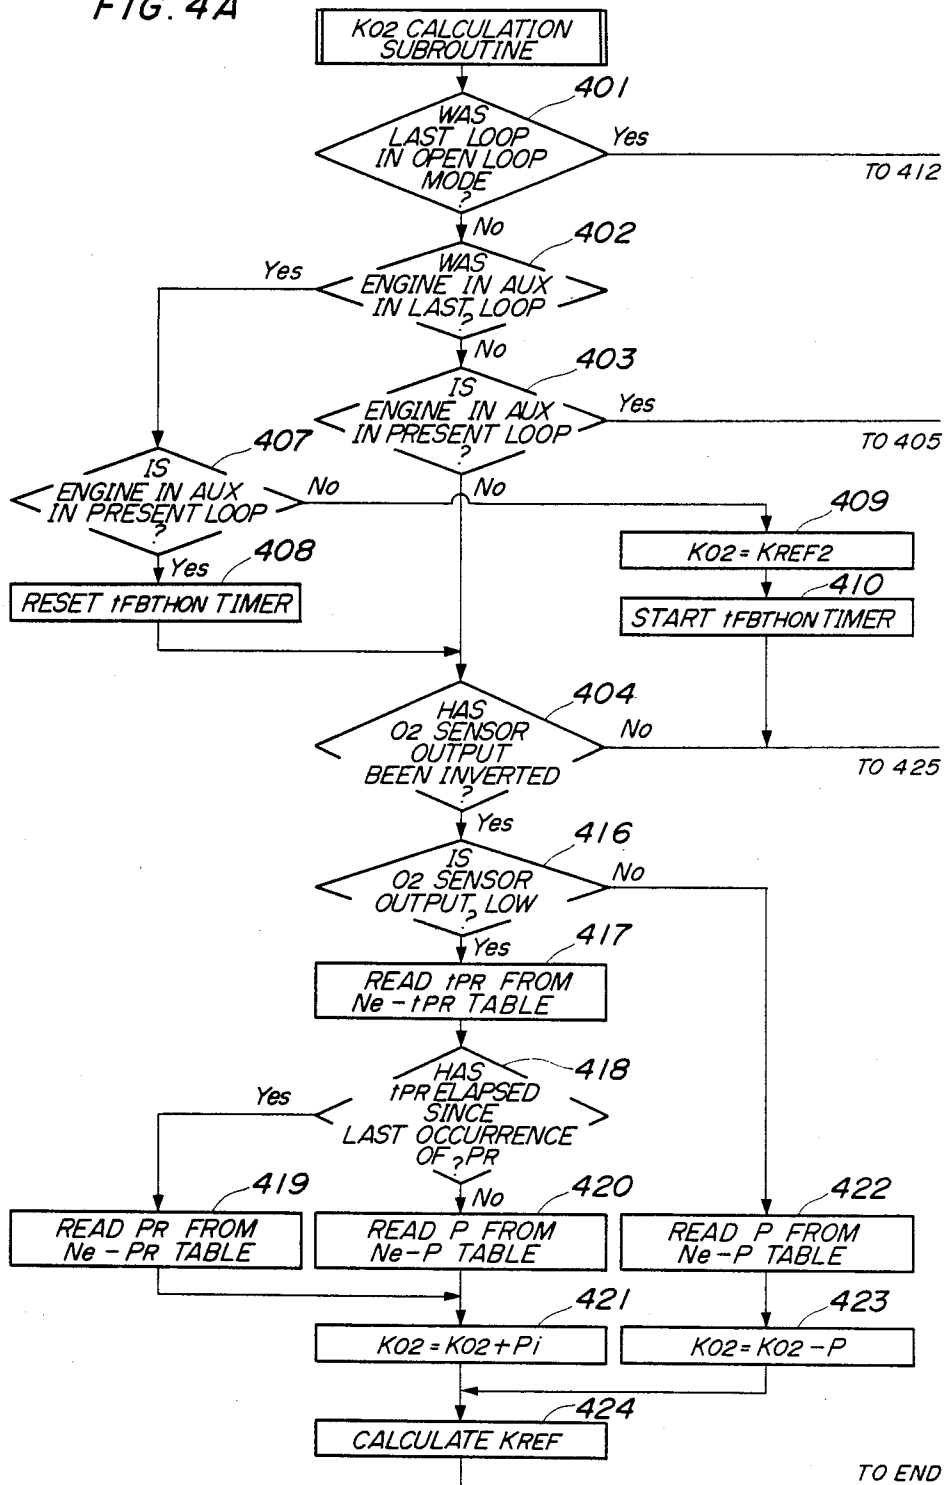 FIG. 4A
KO2 CALCULATION
SUBROUTINE
401
WAS
LAST LOOP
IN OPEN LOOP
MODE
?
Yes
TO 412
No
402
WAS
ENGINE IN AUX
IN LAST LOOP
?
Yes
No
403
IS
ENGINE IN AUX
IN PRESENT LOOP
?
Yes
TO 405
No
407
IS
ENGINE IN AUX
IN PRESENT LOOP
?
No
Yes
408
RESET tFBTHON TIMER
409
KO2 = KREF2
410
START tFBTHON TIMER
404
HAS
O2 SENSOR
OUTPUT
BEEN INVERTED
?
No
TO 425
Yes
416
IS
O2 SENSOR
OUTPUT LOW
?
No
Yes
417
READ tPR FROM
Ne - tPR TABLE
418
HAS
tPR ELAPSED
SINCE
LAST OCCURRENCE
OF PR
?
Yes
No
419
READ PR FROM
Ne - PR TABLE
420
READ P FROM
Ne - P TABLE
422
READ P FROM
Ne - P TABLE
421
KO2 = KO2 + Pi
423
KO2 = KO2 - P
424
CALCULATE KREF
TO END